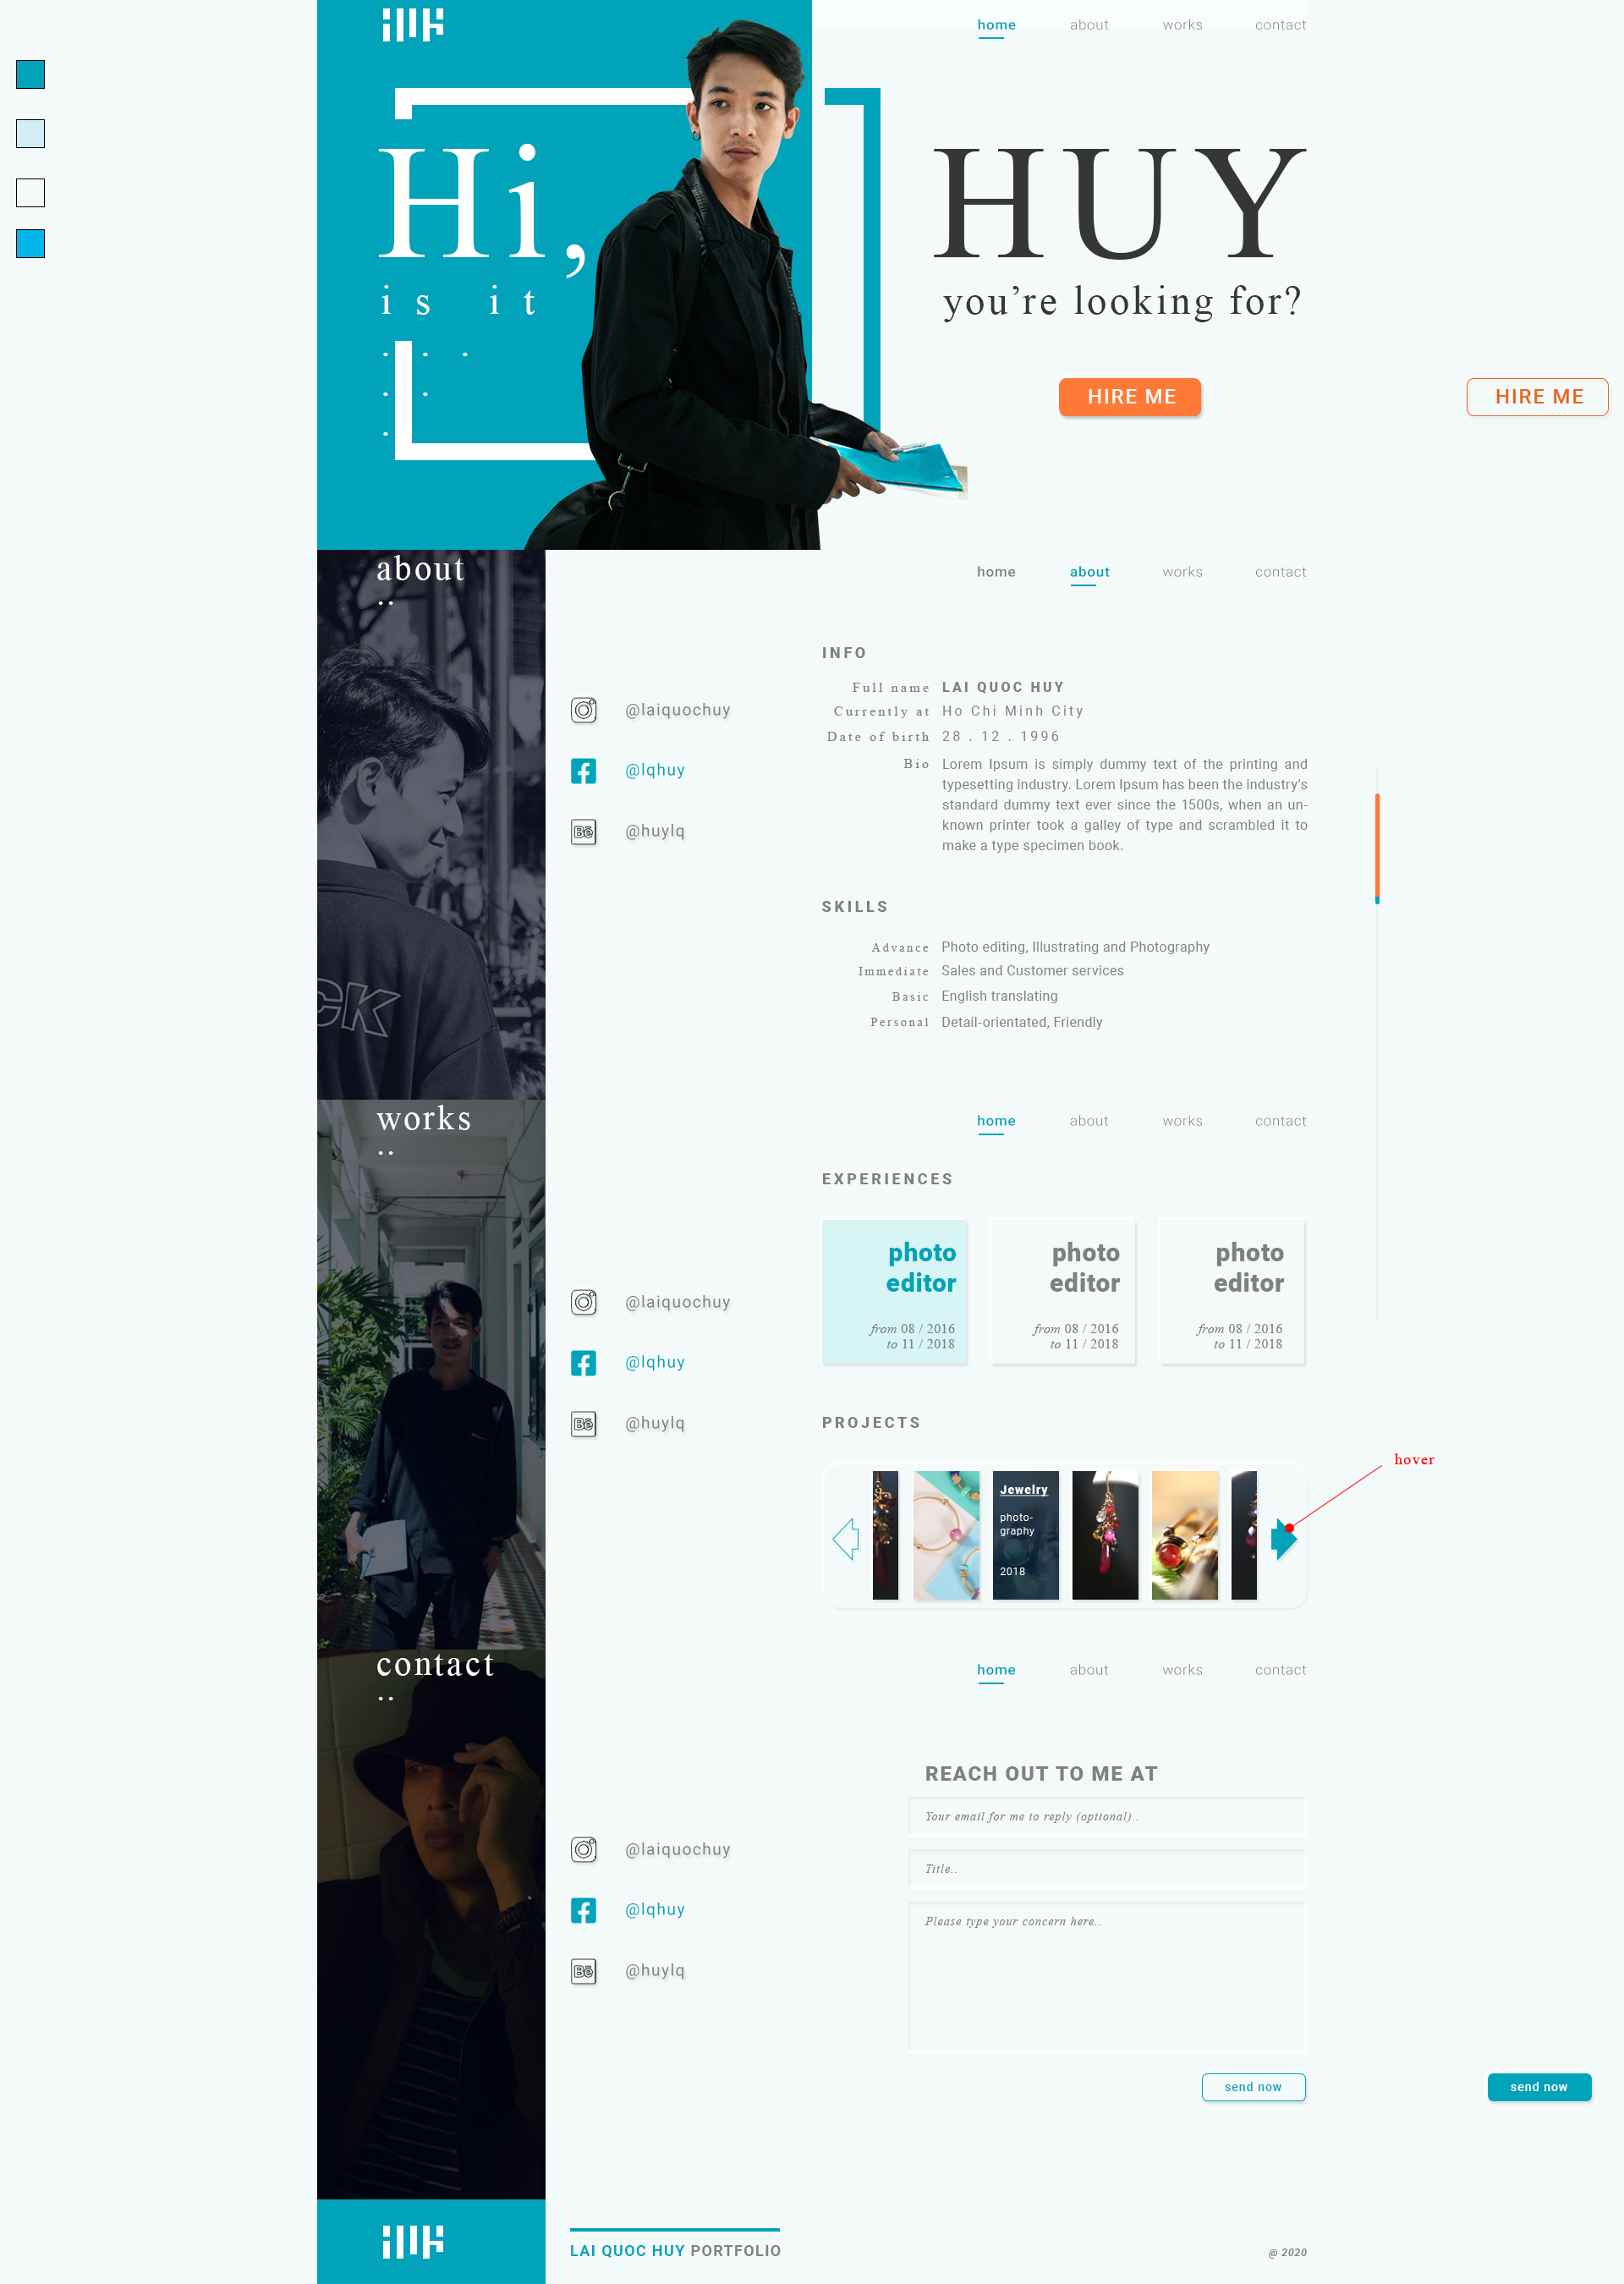 home about works contact
Hi,
is it
HUY
you’re looking for?
HIRE ME
HIRE ME
about
home about works contact
@laiquochuy
@lqhuy
Bē @huylq
INFO
Full name LAI QUOC HUY
Currently at Ho Chi Minh City
Date of birth 28 . 12 . 1996
Bio Lorem Ipsum is simply dummy text of the printing and
typesetting industry. Lorem Ipsum has been the industry's
standard dummy text ever since the 1500s, when an un-
known printer took a galley of type and scrambled it to
make a type specimen book.
SKILLS
Advance Photo editing, Illustrating and Photography
Immediate Sales and Customer services
Basic English translating
Personal Detail-orientated, Friendly
CK
works
home about works contact
@laiquochuy
@lqhuy
Bē @huylq
EXPERIENCES
photo
editor
from 08 / 2016
to 11 / 2018
photo
editor
from 08 / 2016
to 11 / 2018
photo
editor
from 08 / 2016
to 11 / 2018
PROJECTS
hover
Jewelry
photo-
graphy
2018
contact
home about works contact
@laiquochuy
@lqhuy
Bē @huylq
REACH OUT TO ME AT
Your email for me to reply (optional)..
Title..
Please type your concern here..
send now
send now
LAI QUOC HUY PORTFOLIO
@ 2020